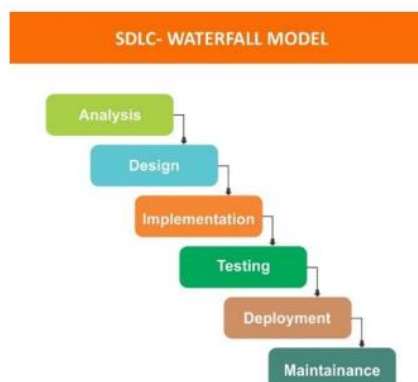 SDLC- WATERFALL MODEL
Analysis
Design
Implementation
Testing
Deployment
Maintainance